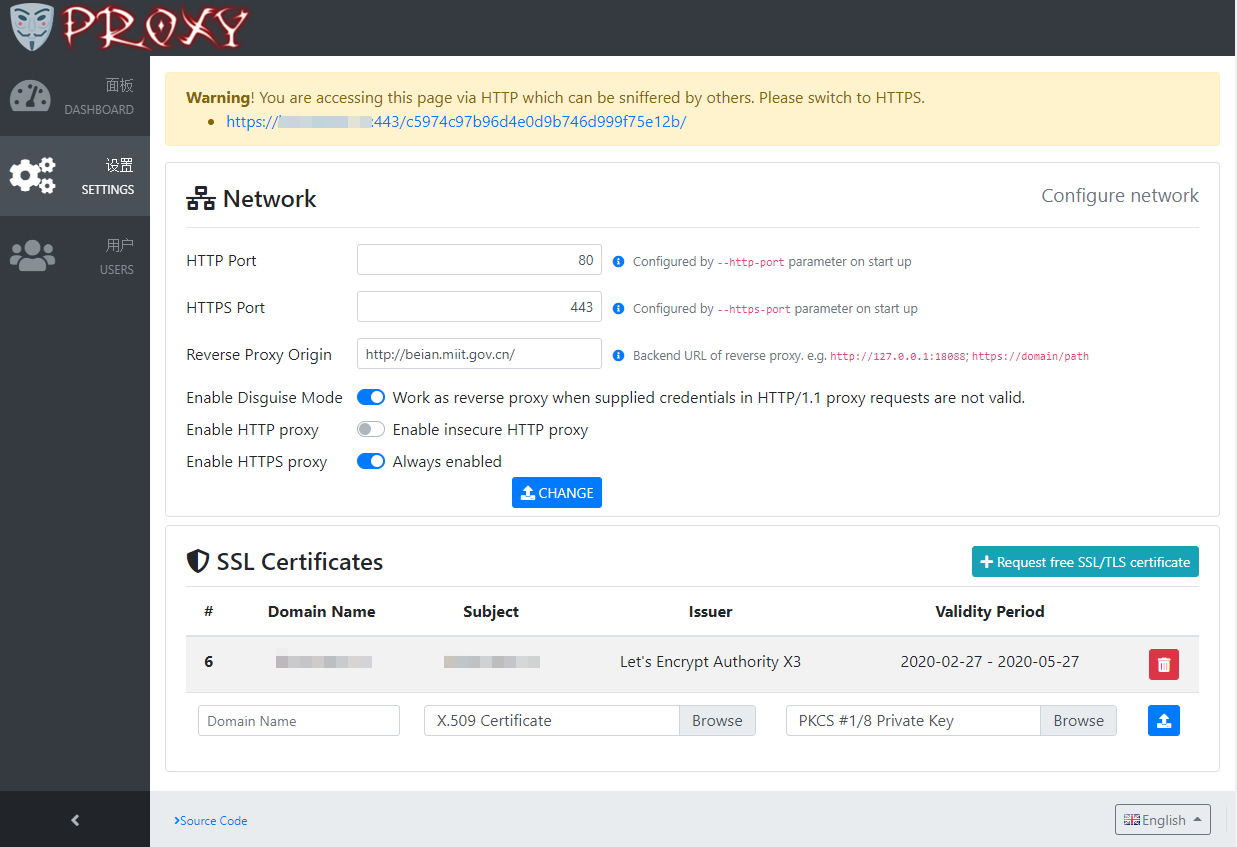 PROXY
面板
DASHBOARD
设置
SETTINGS
用户
USERS
Warning! You are accessing this page via HTTP which can be sniffered by others. Please switch to HTTPS.
https:// :443/c5974c97b96d4e0d9b746d999f75e12b/
Network
Configure network
HTTP Port 80 Configured by --http-port parameter on start up
HTTPS Port 443 Configured by --https-port parameter on start up
Reverse Proxy Origin http://beian.miit.gov.cn/ Backend URL of reverse proxy. e.g. http://127.0.0.1:18088; https://domain/path
Enable Disguise Mode Work as reverse proxy when supplied credentials in HTTP/1.1 proxy requests are not valid.
Enable HTTP proxy Enable insecure HTTP proxy
Enable HTTPS proxy Always enabled
CHANGE
SSL Certificates
Request free SSL/TLS certificate
# Domain Name Subject Issuer Validity Period
6 Let's Encrypt Authority X3 2020-02-27 - 2020-05-27
Domain Name X.509 Certificate Browse PKCS #1/8 Private Key Browse
Source Code
English